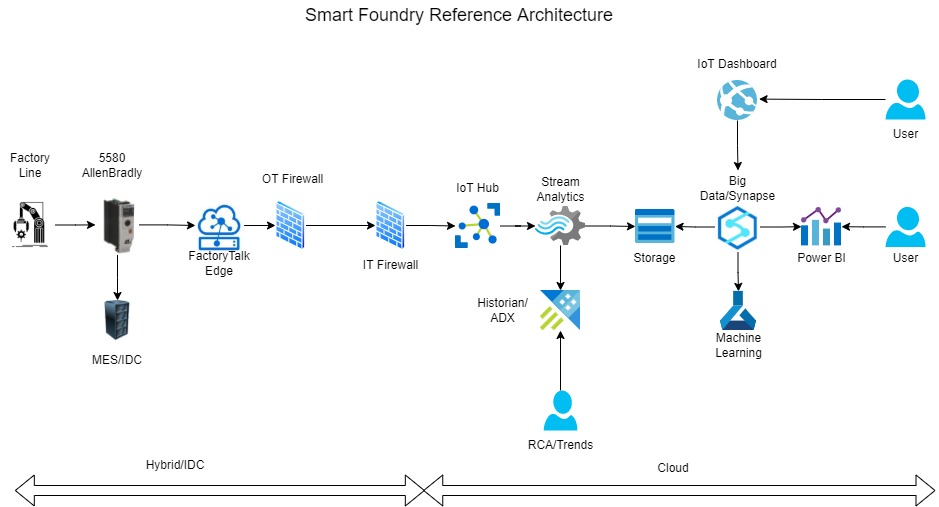 Smart Foundry Reference Architecture
IoT Dashboard
User
Factory
Line
5580
AllenBradly
OT Firewall
IoT Hub
Stream
Analytics
Big
Data/Synapse
FactoryTalk
Edge
IT Firewall
Storage
Power BI
User
Historian/
ADX
MES/IDC
Machine
Learning
RCA/Trends
Hybrid/IDC
Cloud